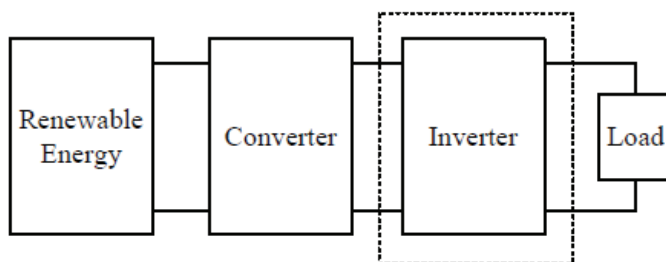 Renewable
Energy
Converter
Inverter
Load